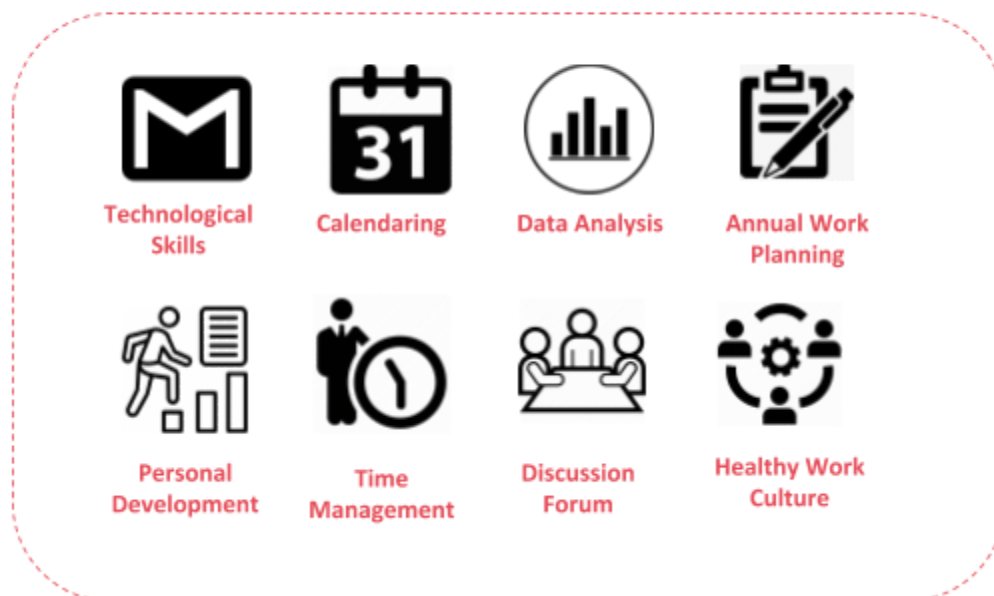 31
Technological
Skills
Calendaring
Data Analysis
Annual Work
Planning
Personal
Development
Time
Management
Discussion
Forum
Healthy Work
Culture